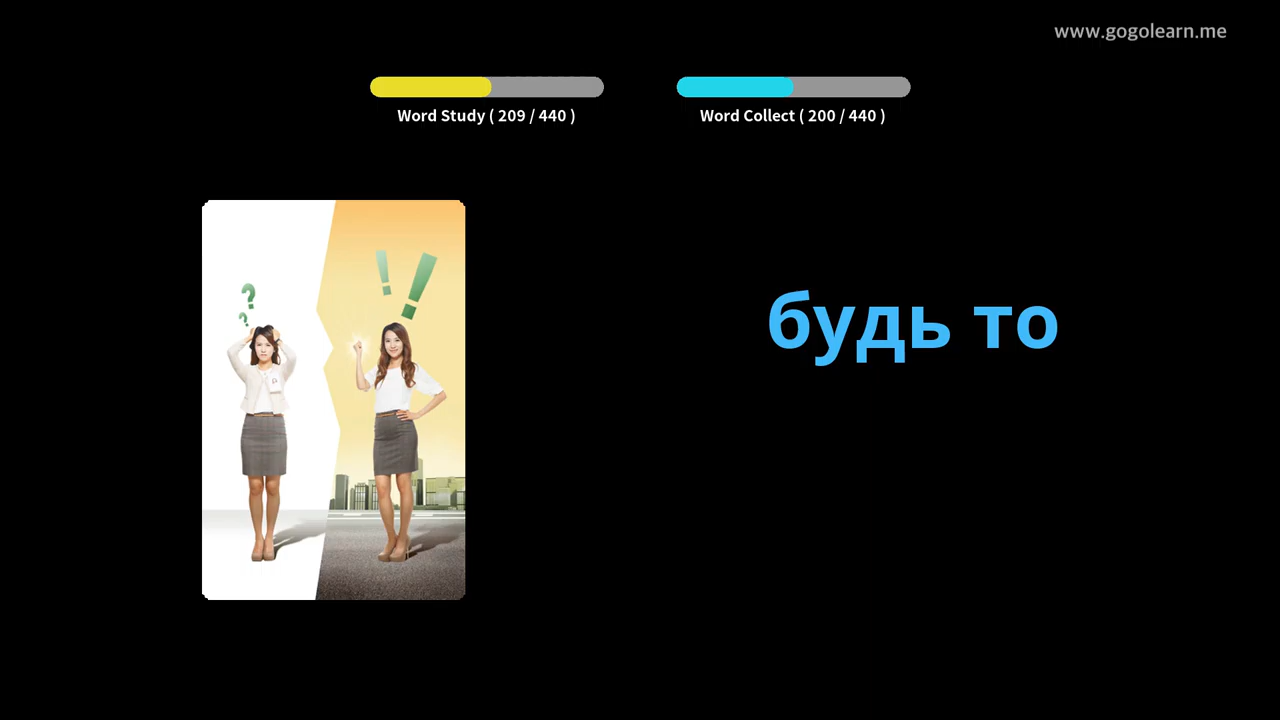 www.gogolearn.me
Word Study ( 209 / 440 )
Word Collect ( 200 / 440 )
? ?
! !
будь то